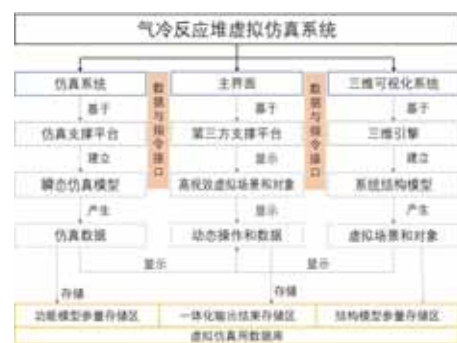 气冷反应堆虚拟仿真系统
仿真系统
主界面
三维可视化系统
数据与指令接口
数据与指令接口
基于
基于
基于
仿真支撑平台
第三方支撑平台
三维引擎
建立
显示
建立
瞬态仿真模型
高视效虚拟场景和对象
系统结构模型
产生
显示
产生
仿真数据
动态操作和数据
虚拟场景和对象
显示
显示
存储
存储
功能模型参量存储区
一体化输出结果存储区
结构模型参量存储区
虚拟仿真用数据库